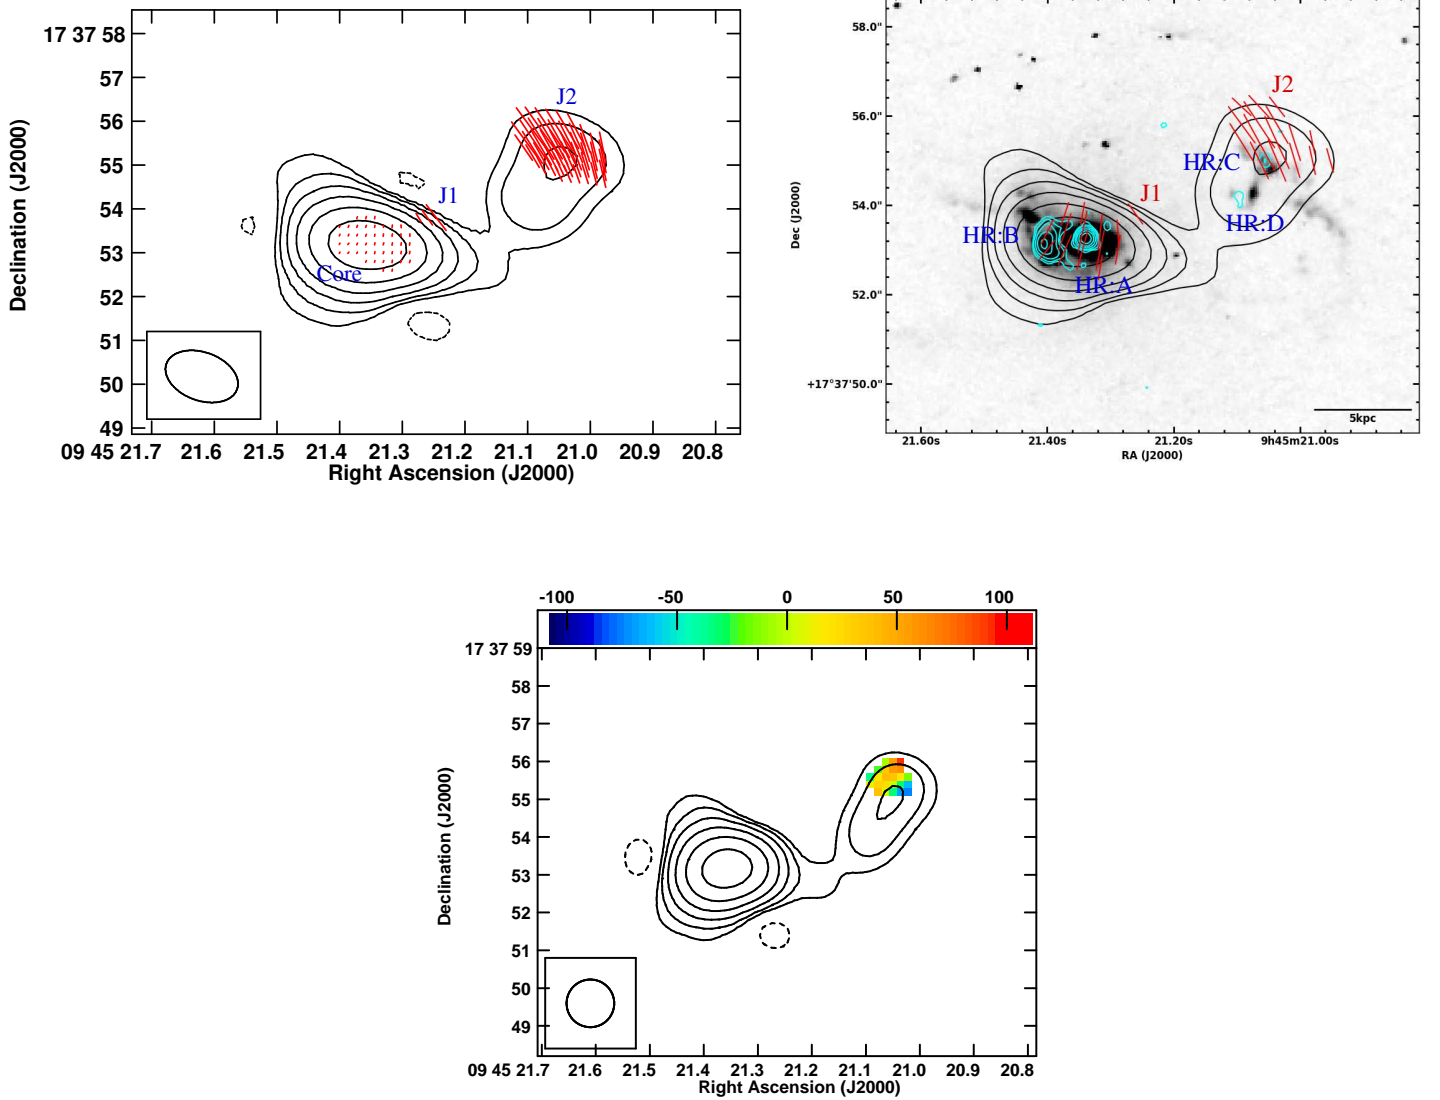 17 37 58
57
56
55
54
53
52
51
50
49
Declination (J2000)
J2
J1
Core
09 45 21.7 21.6 21.5 21.4 21.3 21.2 21.1 21.0 20.9 20.8
Right Ascension (J2000)
58.0"
56.0"
54.0"
52.0"
+17°37'50.0"
Dec (J2000)
J2
HR:C
J1
HR:D
HR:B
HR:A
5kpc
21.60s 21.40s 21.20s 9h45m21.00s
RA (J2000)
-100 -50 0 50 100
17 37 59
58
57
56
55
54
53
52
51
50
49
Declination (J2000)
09 45 21.7 21.6 21.5 21.4 21.3 21.2 21.1 21.0 20.9 20.8
Right Ascension (J2000)